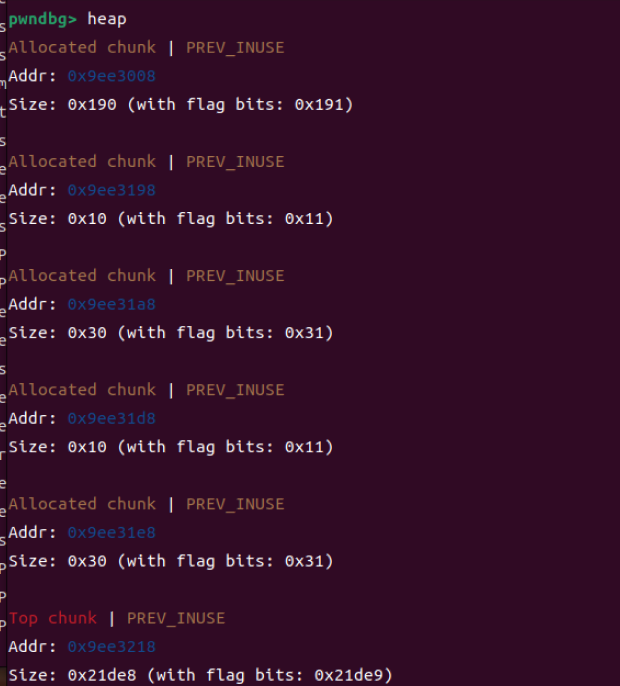 pwndbg> heap
Allocated chunk | PREV_INUSE
Addr: 0x9ee3008
Size: 0x190 (with flag bits: 0x191)
Allocated chunk | PREV_INUSE
Addr: 0x9ee3198
Size: 0x10 (with flag bits: 0x11)
Allocated chunk | PREV_INUSE
Addr: 0x9ee31a8
Size: 0x30 (with flag bits: 0x31)
Allocated chunk | PREV_INUSE
Addr: 0x9ee31d8
Size: 0x10 (with flag bits: 0x11)
Allocated chunk | PREV_INUSE
Addr: 0x9ee31e8
Size: 0x30 (with flag bits: 0x31)
Top chunk | PREV_INUSE
Addr: 0x9ee3218
Size: 0x21de8 (with flag bits: 0x21de9)